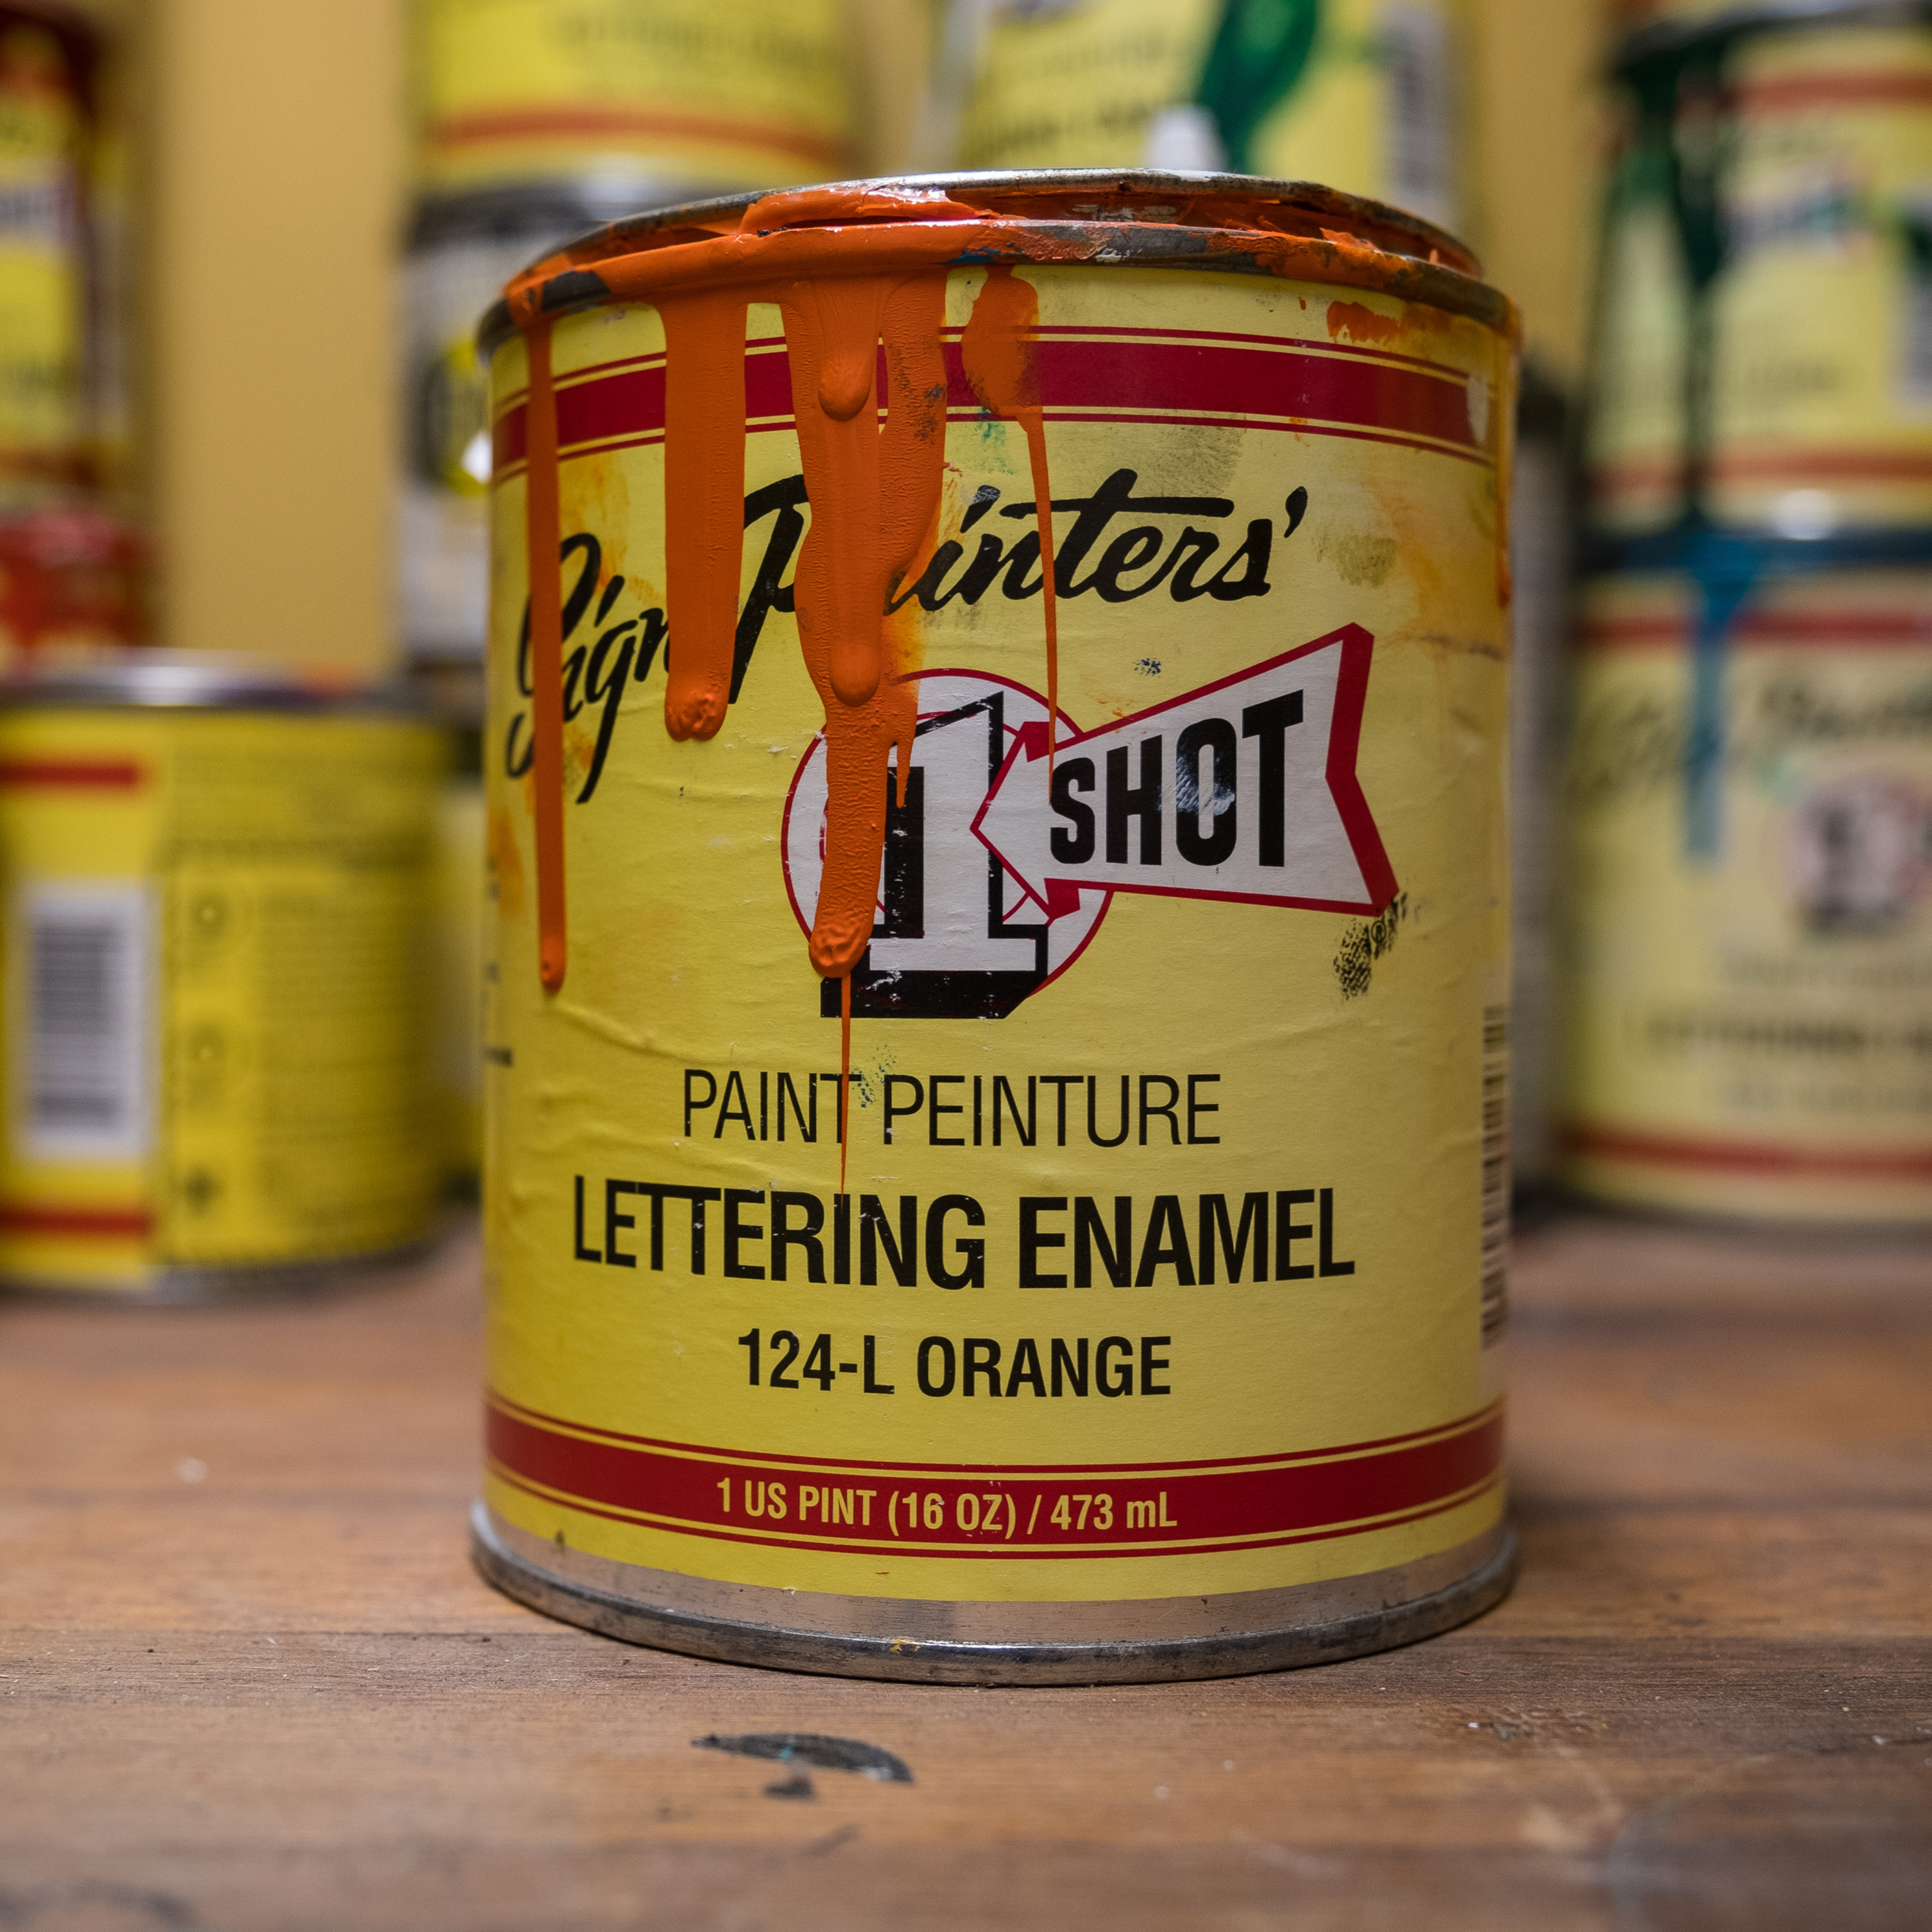 Sign Painters'
1 SHOT
®
PAINT PEINTURE
LETTERING ENAMEL
124-L ORANGE
1 US PINT (16 OZ) / 473 mL